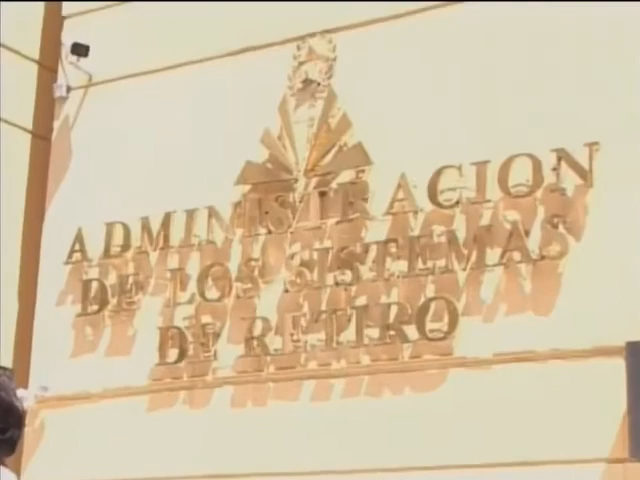 ADMINISTRACION
DE LOS SISTEMAS
DE RETIRO